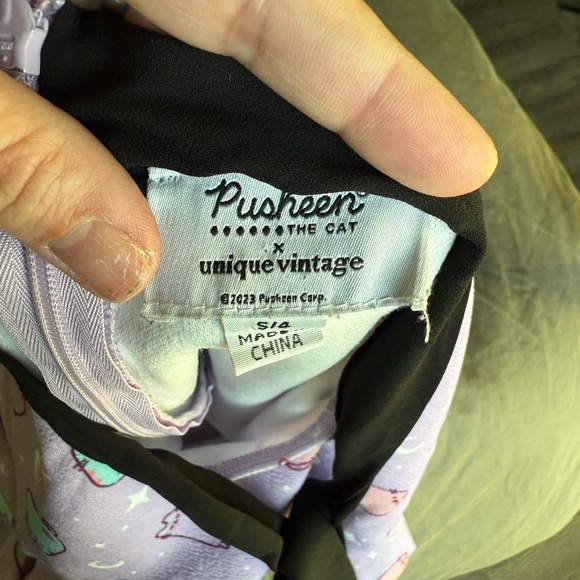 Pusheen®
THE CAT
x
unique vintage
©2023 Pusheen Corp.
S/4
MADE
CHINA